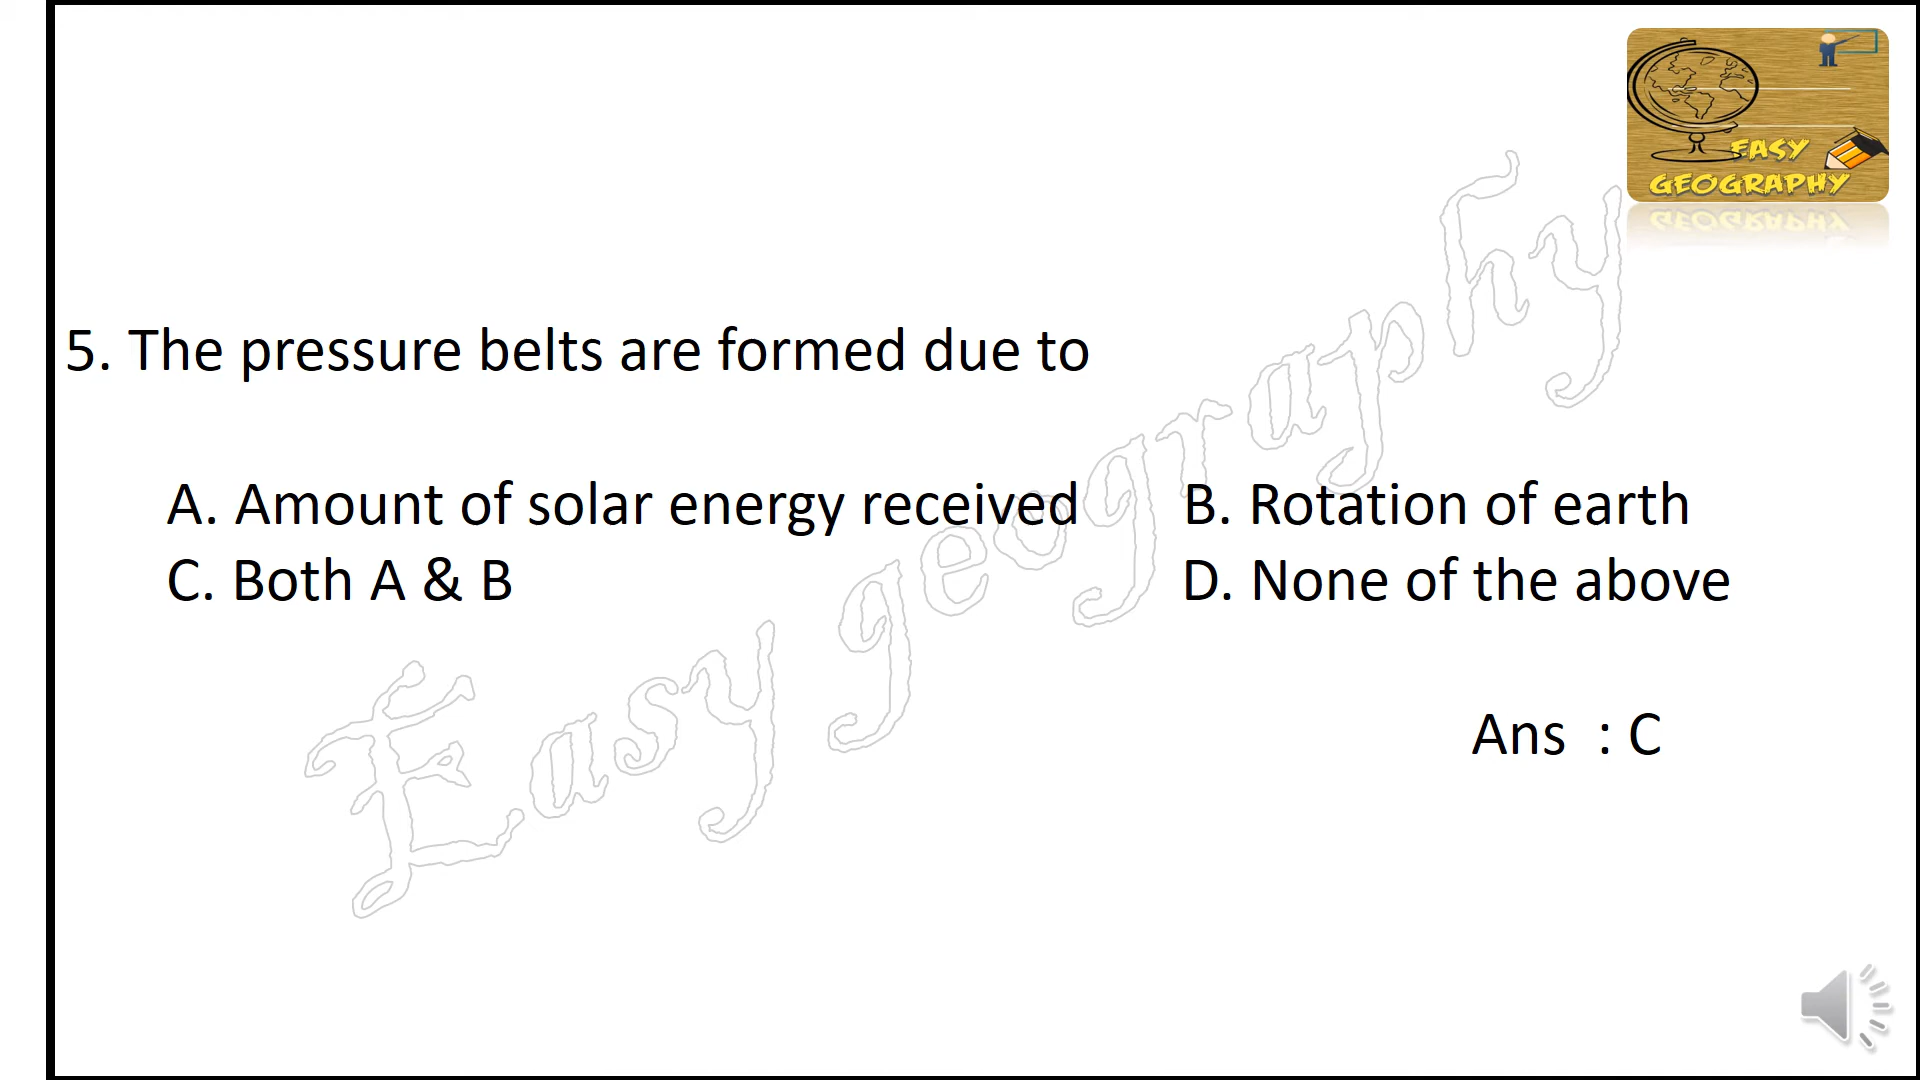 EASY
GEOGRAPHY
5. The pressure belts are formed due to
A. Amount of solar energy received B. Rotation of earth
C. Both A & B D. None of the above
Ans : C
Easy geography